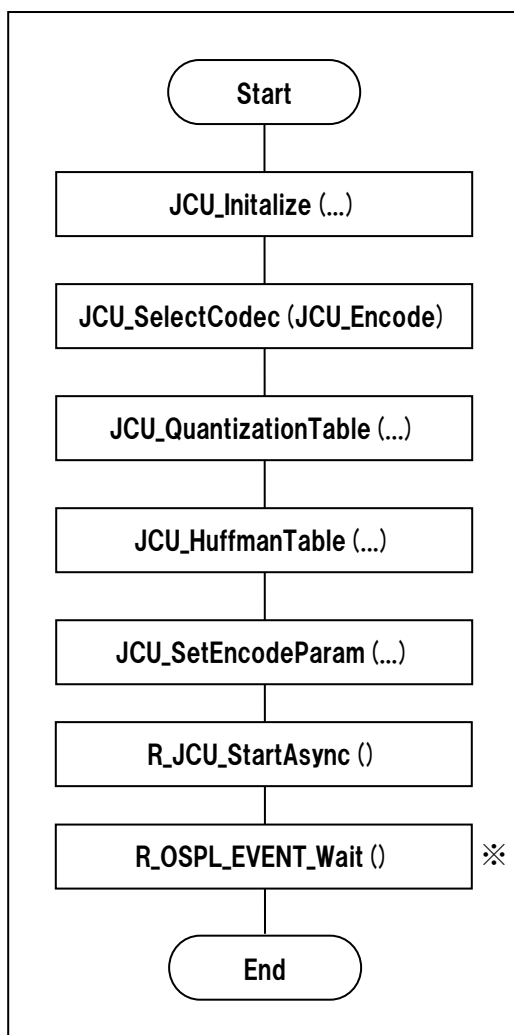 Start
JCU_Initalize (...)
JCU_SelectCodec (JCU_Encode)
JCU_QuantizationTable (...)
JCU_HuffmanTable (...)
JCU_SetEncodeParam (...)
R_JCU_StartAsync ()
R_OSPL_EVENT_Wait () ※
End